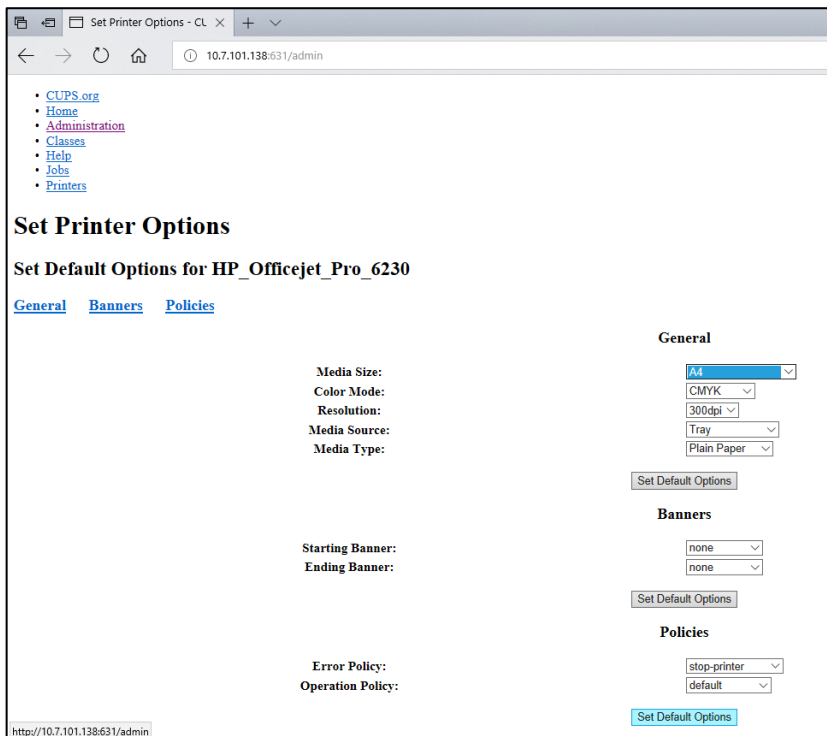 Set Printer Options - CL
10.7.101.138:631/admin
CUPS.org
Home
Administration
Classes
Help
Jobs
Printers
Set Printer Options
Set Default Options for HP_Officejet_Pro_6230
General Banners Policies
General
Media Size: A4
Color Mode: CMYK
Resolution: 300dpi
Media Source: Tray
Media Type: Plain Paper
Set Default Options
Banners
Starting Banner: none
Ending Banner: none
Set Default Options
Policies
Error Policy: stop-printer
Operation Policy: default
Set Default Options
http://10.7.101.138:631/admin